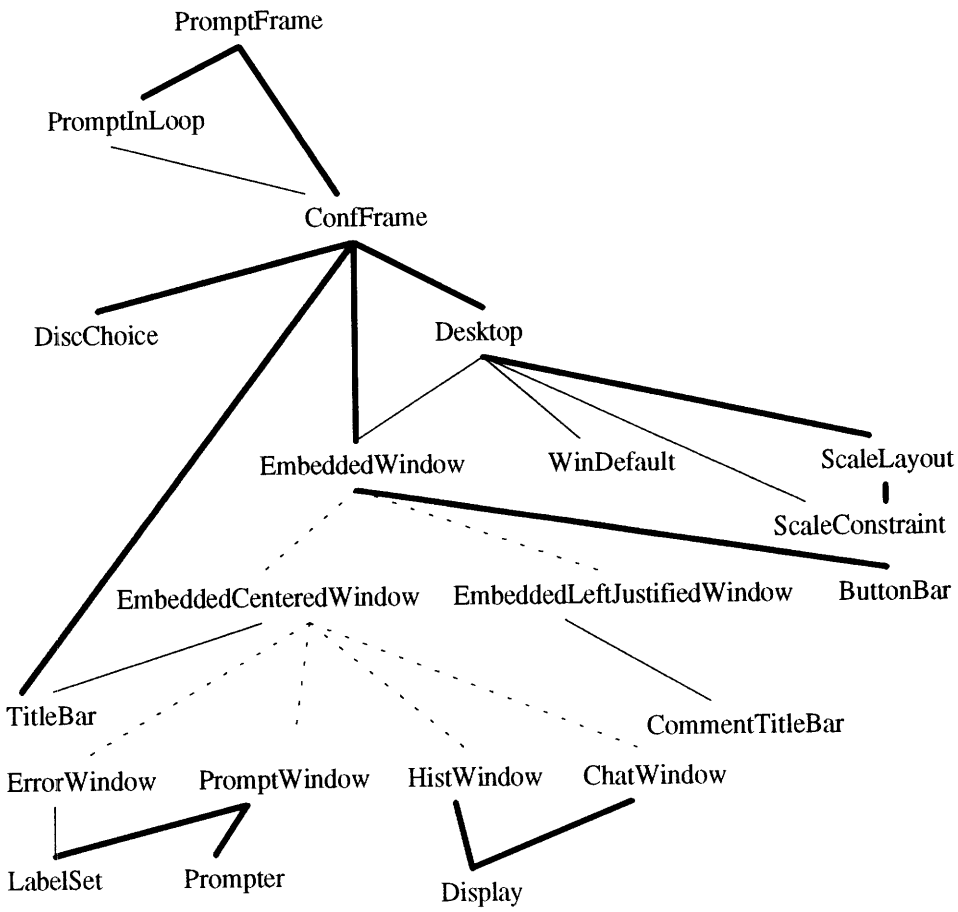 PromptFrame
PromptInLoop
ConfFrame
DiscChoice
Desktop
EmbeddedWindow
WinDefault
ScaleLayout
ScaleConstraint
EmbeddedCenteredWindow
EmbeddedLeftJustifiedWindow
ButtonBar
TitleBar
CommentTitleBar
ErrorWindow
PromptWindow
HistWindow
ChatWindow
LabelSet
Prompter
Display